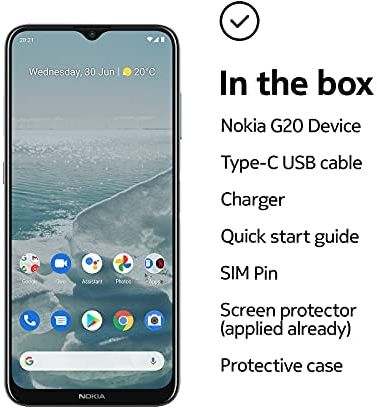 20:21
Wednesday, 30 Jun | 20°C
Google
Duo
Assistant
Photos
Apps
NOKIA
In the box
Nokia G20 Device
Type-C USB cable
Charger
Quick start guide
SIM Pin
Screen protector
(applied already)
Protective case